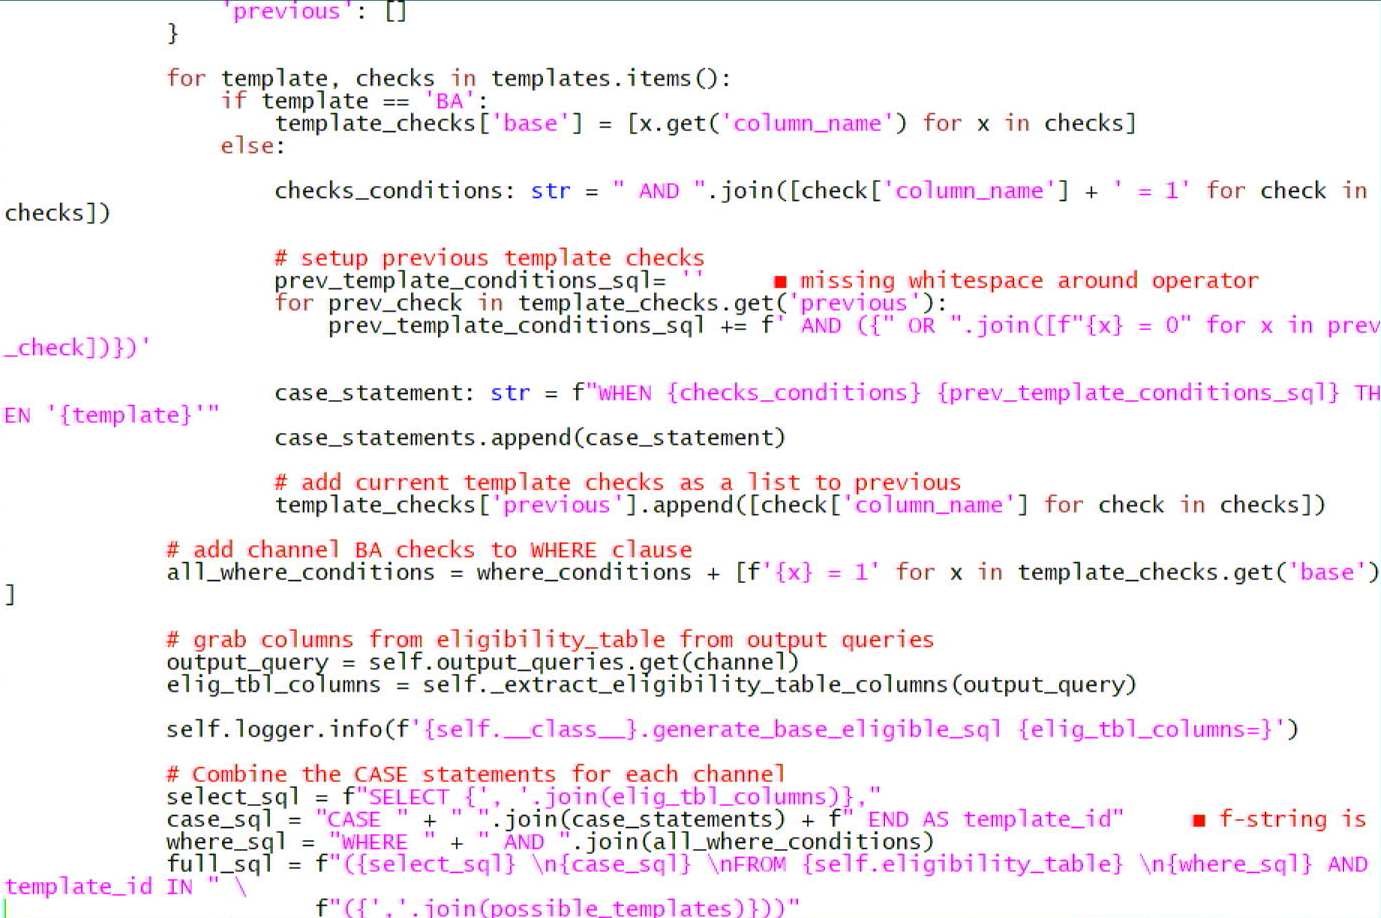 'previous': []
}
for template, checks in templates.items():
if template == 'BA':
template_checks['base'] = [x.get('column_name') for x in checks]
else:
checks_conditions: str = " AND ".join([check['column_name'] + ' = 1' for check in
checks])
# setup previous template checks
prev_template_conditions_sql= ''     ■ missing whitespace around operator
for prev_check in template_checks.get('previous'):
prev_template_conditions_sql += f' AND ({" OR ".join([f"{x} = 0" for x in prev
_check])})'
case_statement: str = f"WHEN {checks_conditions} {prev_template_conditions_sql} TH
EN '{template}'"
case_statements.append(case_statement)
# add current template checks as a list to previous
template_checks['previous'].append([check['column_name'] for check in checks])
# add channel BA checks to WHERE clause
all_where_conditions = where_conditions + [f'{x} = 1' for x in template_checks.get('base')
]
# grab columns from eligibility_table from output queries
output_query = self.output_queries.get(channel)
elig_tbl_columns = self._extract_eligibility_table_columns(output_query)
self.logger.info(f'{self.__class__}.generate_base_eligible_sql {elig_tbl_columns=}')
# Combine the CASE statements for each channel
select_sql = f"SELECT {', '.join(elig_tbl_columns)},"
case_sql = "CASE " + " ".join(case_statements) + f" END AS template_id"     ■ f-string is
where_sql = "WHERE " + " AND ".join(all_where_conditions)
full_sql = f"({select_sql} \n{case_sql} \nFROM {self.eligibility_table} \n{where_sql} AND
template_id IN " \
f"({','.join(possible_templates)}))"